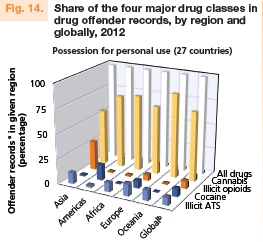 Fig. 14.
Share of the four major drug classes in
drug offender records, by region and
globally, 2012
Possession for personal use (27 countries)
Offender recordsᵃ in given region
(percentage)
100
75
50
25
0
Asia
Americas
Africa
Europe
Oceania
Globalᵇ
All drugs
Cannabis
Illicit opioids
Cocaine
Illicit ATS